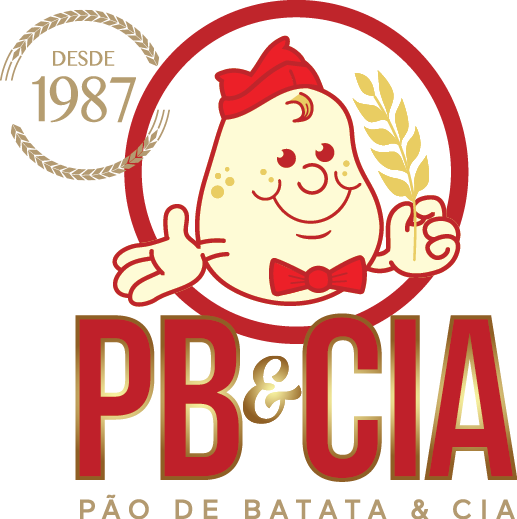 DESDE
1987
PB&CIA
PÃO DE BATATA & CIA